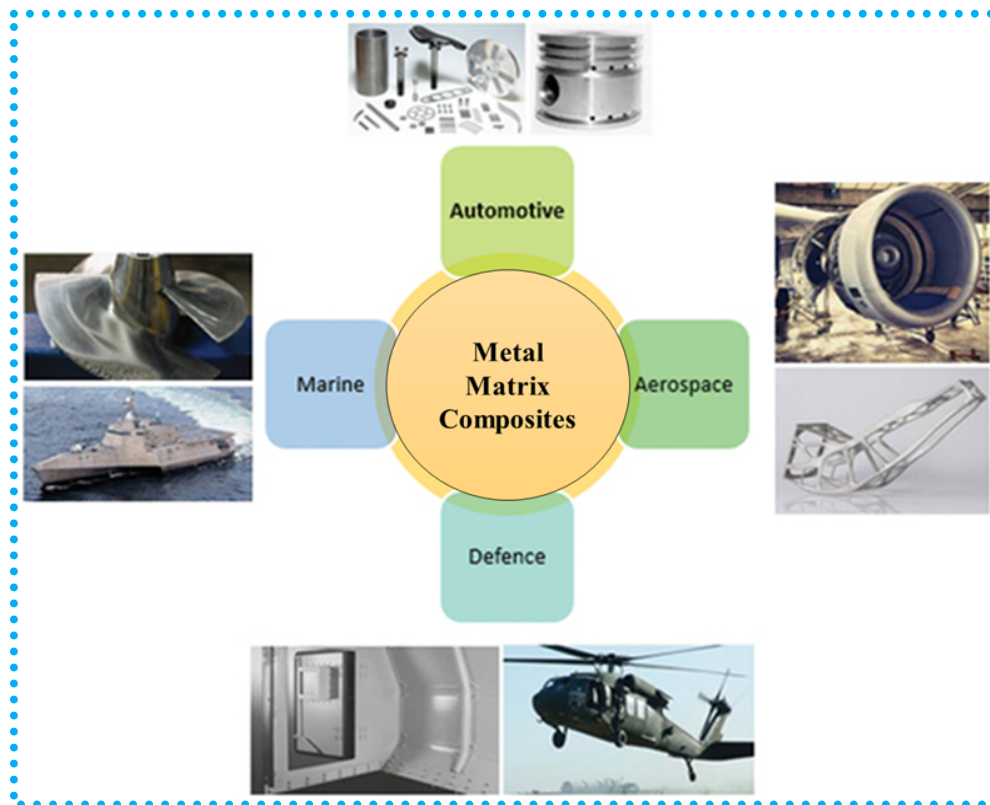 Automotive
Metal
Matrix
Composites
Marine
Aerospace
Defence